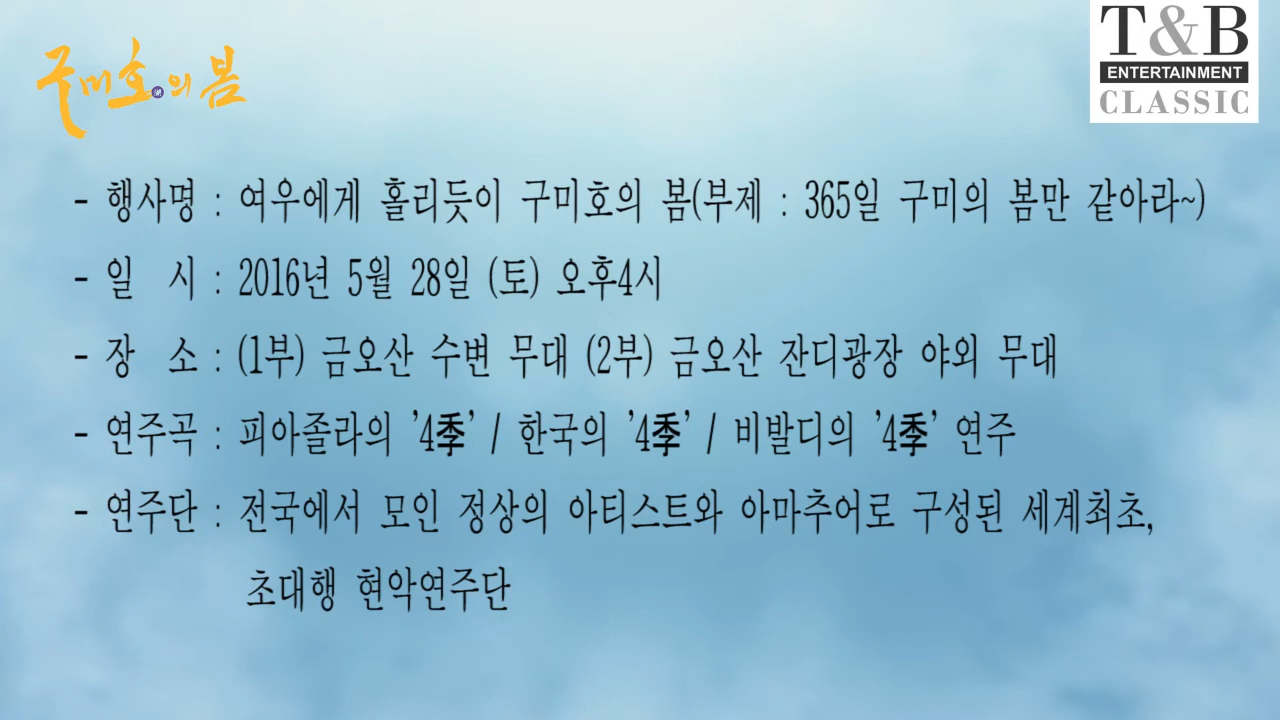 구미호의 봄
T&B
ENTERTAINMENT
CLASSIC
- 행사명 : 여우에게 홀리듯이 구미호의 봄(부제 : 365일 구미의 봄만 같아라~)
- 일 시 : 2016년 5월 28일 (토) 오후4시
- 장 소 : (1부) 금오산 수변 무대 (2부) 금오산 잔디광장 야외 무대
- 연주곡 : 피아졸라의 '4季' / 한국의 '4季' / 비발디의 '4季' 연주
- 연주단 : 전국에서 모인 정상의 아티스트와 아마추어로 구성된 세계최초,
초대행 현악연주단